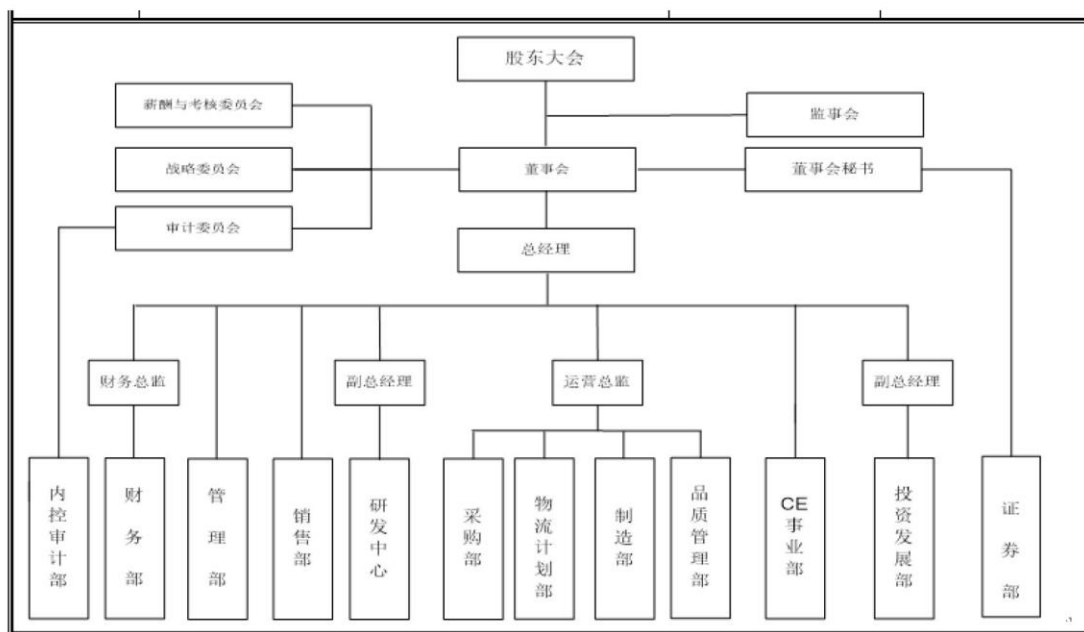 股东大会
薪酬与考核委员会
监事会
战略委员会
董事会
董事会秘书
审计委员会
总经理
财务总监
副总经理
运营总监
副总经理
内控审计部
财务部
管理部
销售部
研发中心
采购部
物流计划部
制造部
品质管理部
CE事业部
投资发展部
证券部